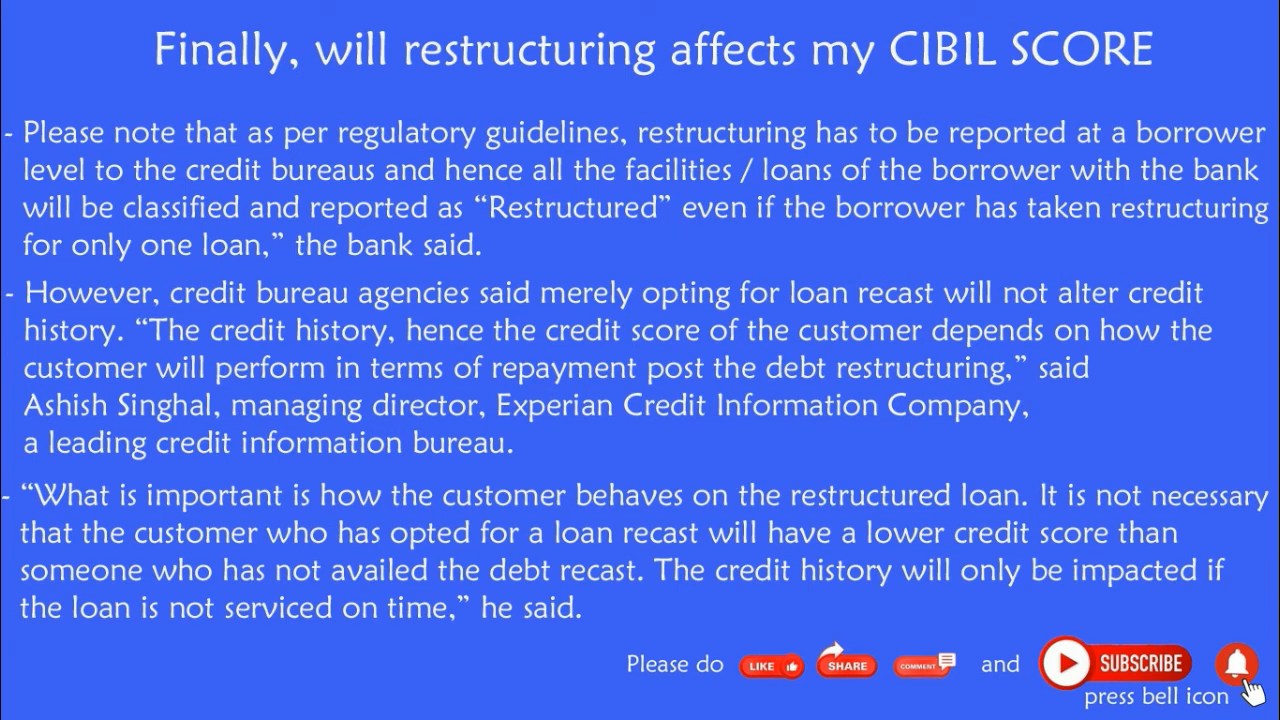 Finally, will restructuring affects my CIBIL SCORE
- Please note that as per regulatory guidelines, restructuring has to be reported at a borrower
level to the credit bureaus and hence all the facilities / loans of the borrower with the bank
will be classified and reported as “Restructured” even if the borrower has taken restructuring
for only one loan,” the bank said.
- However, credit bureau agencies said merely opting for loan recast will not alter credit
history. “The credit history, hence the credit score of the customer depends on how the
customer will perform in terms of repayment post the debt restructuring,” said
Ashish Singhal, managing director, Experian Credit Information Company,
a leading credit information bureau.
- “What is important is how the customer behaves on the restructured loan. It is not necessary
that the customer who has opted for a loan recast will have a lower credit score than
someone who has not availed the debt recast. The credit history will only be impacted if
the loan is not serviced on time,” he said.
Please do LIKE SHARE COMMENT and SUBSCRIBE
press bell icon